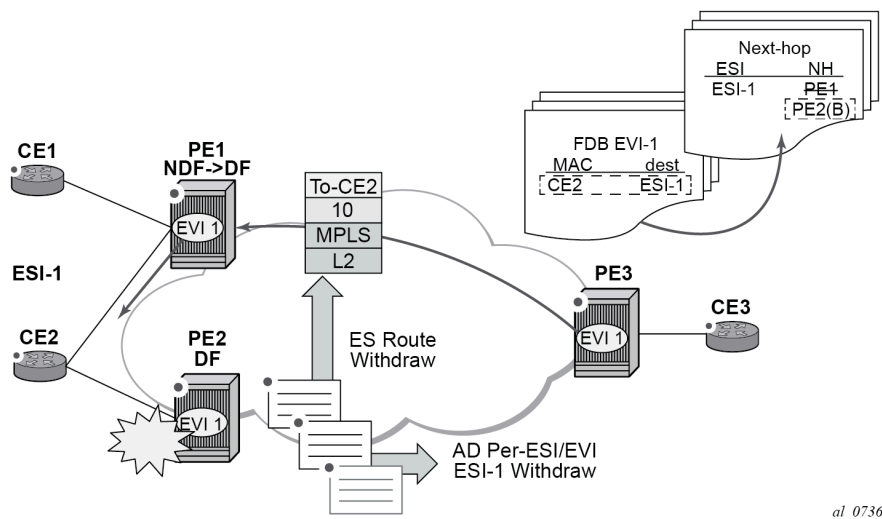 Next-hop
ESI NH
ESI-1 PE1
PE2(B)
FDB EVI-1
MAC dest
CE2 ESI-1
CE1
PE1
NDF->DF
EVI 1
To-CE2
10
MPLS
L2
ESI-1
PE3
EVI 1
CE3
CE2
PE2
DF
EVI 1
ES Route
Withdraw
AD Per-ESI/EVI
ESI-1 Withdraw
al_0736